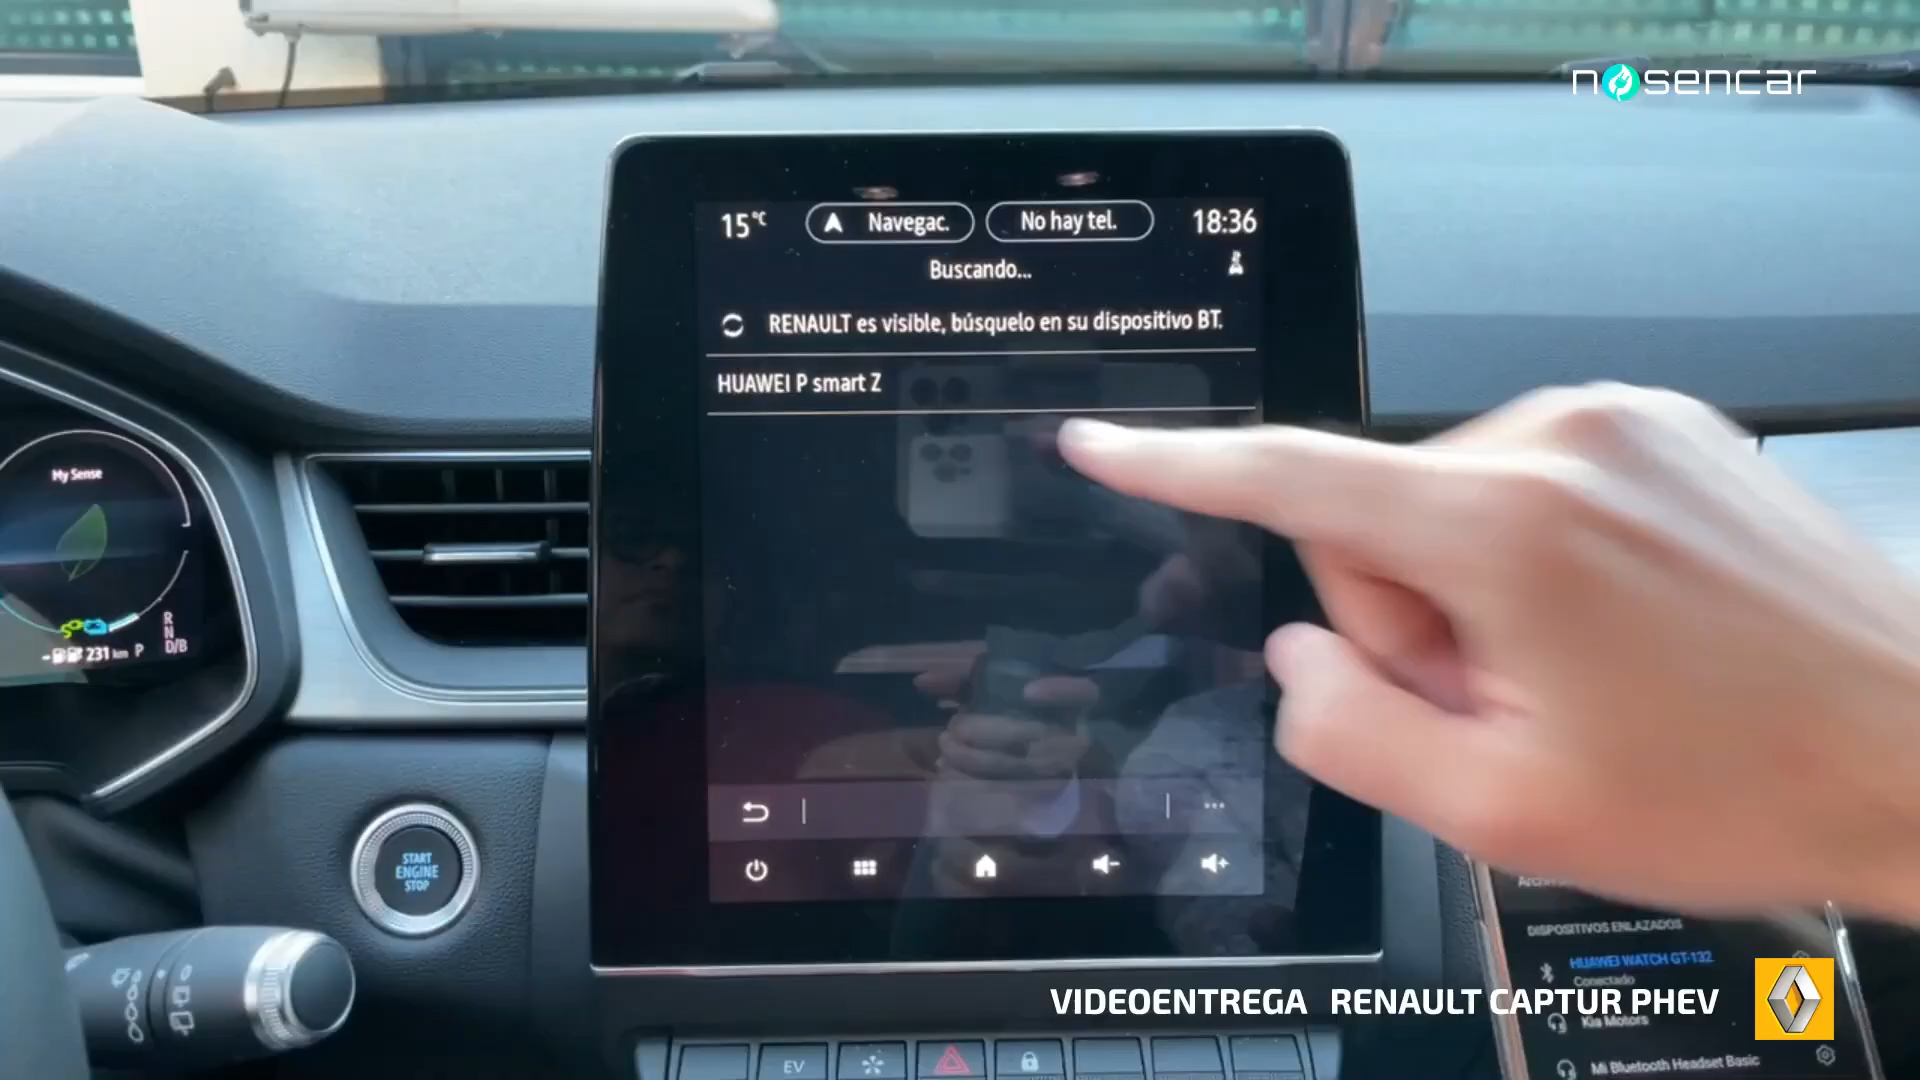 nosencar
15°C
Navegac.
No hay tel.
18:36
Buscando...
RENAULT es visible, búsquelo en su dispositivo BT.
HUAWEI P smart Z
My Sense
R
N
D/B
231 km P
START
ENGINE
STOP
EV
DISPOSITIVOS ENLAZADOS
HUAWEI WATCH GT-132
Conectado
Kia Motors
Mi Bluetooth Headset Basic
VIDEOENTREGA RENAULT CAPTUR PHEV